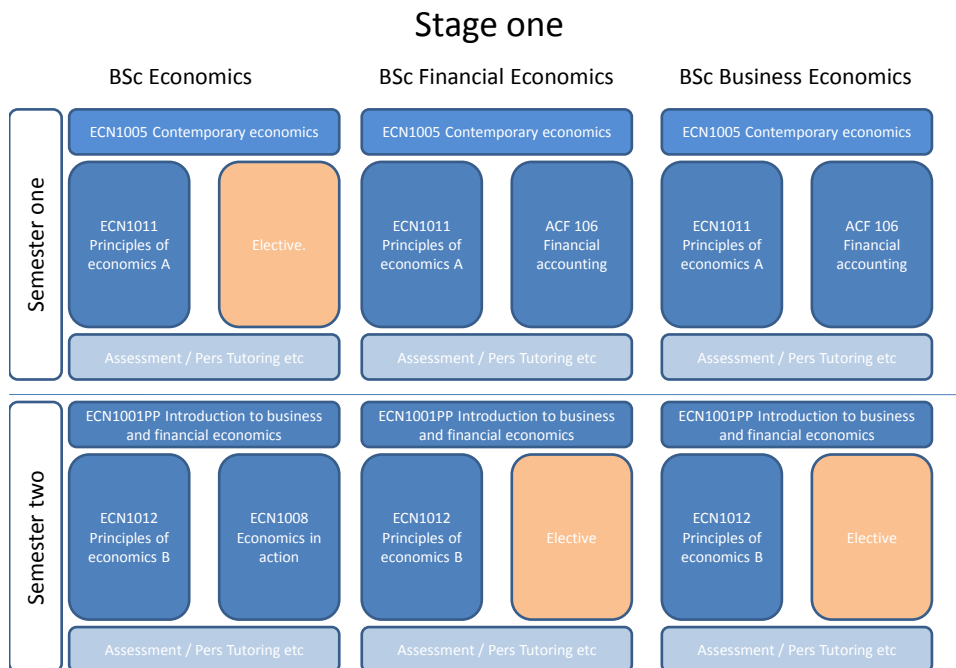 Stage one
BSc Economics
BSc Financial Economics
BSc Business Economics
Semester one
ECN1005 Contemporary economics
ECN1005 Contemporary economics
ECN1005 Contemporary economics
ECN1011
Principles of
economics A
Elective.
ECN1011
Principles of
economics A
ACF 106
Financial
accounting
ECN1011
Principles of
economics A
ACF 106
Financial
accounting
Assessment / Pers Tutoring etc
Assessment / Pers Tutoring etc
Assessment / Pers Tutoring etc
Semester two
ECN1001PP Introduction to business
and financial economics
ECN1001PP Introduction to business
and financial economics
ECN1001PP Introduction to business
and financial economics
ECN1012
Principles of
economics B
ECN1008
Economics in
action
ECN1012
Principles of
economics B
Elective
ECN1012
Principles of
economics B
Elective
Assessment / Pers Tutoring etc
Assessment / Pers Tutoring etc
Assessment / Pers Tutoring etc